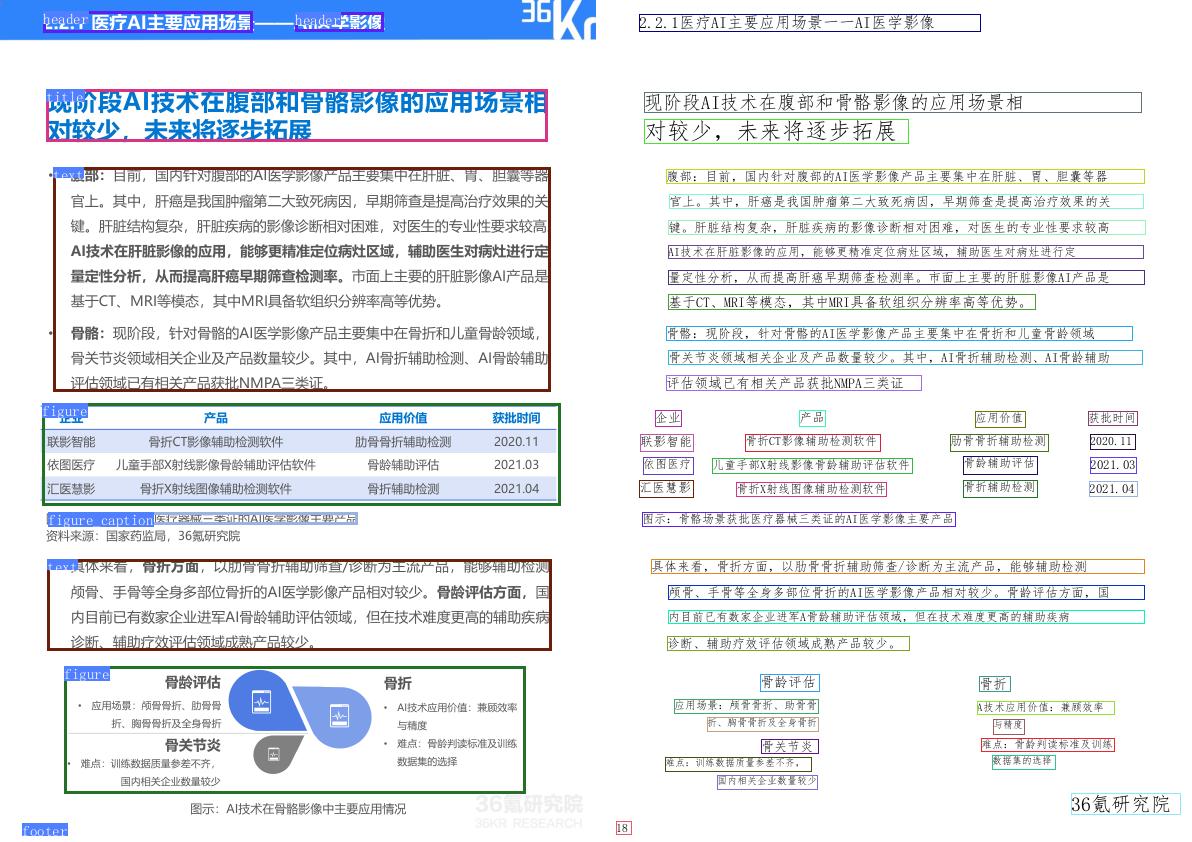 header header
2.2.1 医疗AI主要应用场景——AI医学影像
36Kr
title
现阶段AI技术在腹部和骨骼影像的应用场景相
对较少，未来将逐步拓展
text
• 腹部：目前，国内针对腹部的AI医学影像产品主要集中在肝脏、胃、胆囊等器
官上。其中，肝癌是我国肿瘤第二大致死病因，早期筛查是提高治疗效果的关
键。肝脏结构复杂，肝脏疾病的影像诊断相对困难，对医生的专业性要求较高
AI技术在肝脏影像的应用，能够更精准定位病灶区域，辅助医生对病灶进行定
量定性分析，从而提高肝癌早期筛查检测率。市面上主要的肝脏影像AI产品是
基于CT、MRI等模态，其中MRI具备软组织分辨率高等优势。
• 骨骼：现阶段，针对骨骼的AI医学影像产品主要集中在骨折和儿童骨龄领域，
骨关节炎领域相关企业及产品数量较少。其中，AI骨折辅助检测、AI骨龄辅助
评估领域已有相关产品获批NMPA三类证。
figure
企业 产品 应用价值 获批时间
联影智能 骨折CT影像辅助检测软件 肋骨骨折辅助检测 2020.11
依图医疗 儿童手部X射线影像骨龄辅助评估软件 骨龄辅助评估 2021.03
汇医慧影 骨折X射线图像辅助检测软件 骨折辅助检测 2021.04
figure caption 医疗器械三类证的AI医学影像主要产品
资料来源：国家药监局，36氪研究院
text
具体来看，骨折方面，以肋骨骨折辅助筛查/诊断为主流产品，能够辅助检测
颅骨、手骨等全身多部位骨折的AI医学影像产品相对较少。骨龄评估方面，国
内目前已有数家企业进军AI骨龄辅助评估领域，但在技术难度更高的辅助疾病
诊断、辅助疗效评估领域成熟产品较少。
figure
骨龄评估
• 应用场景：颅骨骨折、肋骨骨
折、胸骨骨折及全身骨折
骨关节炎
• 难点：训练数据质量参差不齐，
国内相关企业数量较少
骨折
• AI技术应用价值：兼顾效率
与精度
• 难点：骨龄判读标准及训练
数据集的选择
图示：AI技术在骨骼影像中主要应用情况
36氪研究院
36KR RESEARCH
footer
2.2.1医疗AI主要应用场景一一AI医学影像
现阶段AI技术在腹部和骨骼影像的应用场景相
对较少，未来将逐步拓展
腹部：目前，国内针对腹部的AI医学影像产品主要集中在肝脏、胃、胆囊等器
官上。其中，肝癌是我国肿瘤第二大致死病因，早期筛查是提高治疗效果的关
键。肝脏结构复杂，肝脏疾病的影像诊断相对困难，对医生的专业性要求较高
AI技术在肝脏影像的应用，能够更精准定位病灶区域，辅助医生对病灶进行定
量定性分析，从而提高肝癌早期筛查检测率。市面上主要的肝脏影像AI产品是
基于CT、MRI等模态，其中MRI具备软组织分辨率高等优势。
骨骼：现阶段，针对骨骼的AI医学影像产品主要集中在骨折和儿童骨龄领域
骨关节炎领域相关企业及产品数量较少。其中，AI骨折辅助检测、AI骨龄辅助
评估领域已有相关产品获批NMPA三类证
企业 产品 应用价值 获批时间
联影智能 骨折CT影像辅助检测软件 肋骨骨折辅助检测 2020.11
依图医疗 儿童手部X射线影像骨龄辅助评估软件 骨龄辅助评估 2021.03
汇医慧影 骨折X射线图像辅助检测软件 骨折辅助检测 2021.04
图示：骨骼场景获批医疗器械三类证的AI医学影像主要产品
具体来看，骨折方面，以肋骨骨折辅助筛查/诊断为主流产品，能够辅助检测
颅骨、手骨等全身多部位骨折的AI医学影像产品相对较少。骨龄评估方面，国
内目前已有数家企业进军A骨龄辅助评估领域，但在技术难度更高的辅助疾病
诊断、辅助疗效评估领域成熟产品较少。
骨龄评估
应用场景：颅骨骨折、助骨骨
折、胸骨骨折及全身骨折
骨关节炎
难点：训练数据质量参差不齐，
国内相关企业数量较少
骨折
A技术应用价值：兼顾效率
与精度
难点：骨龄判读标准及训练
数据集的选择
36氪研究院
18